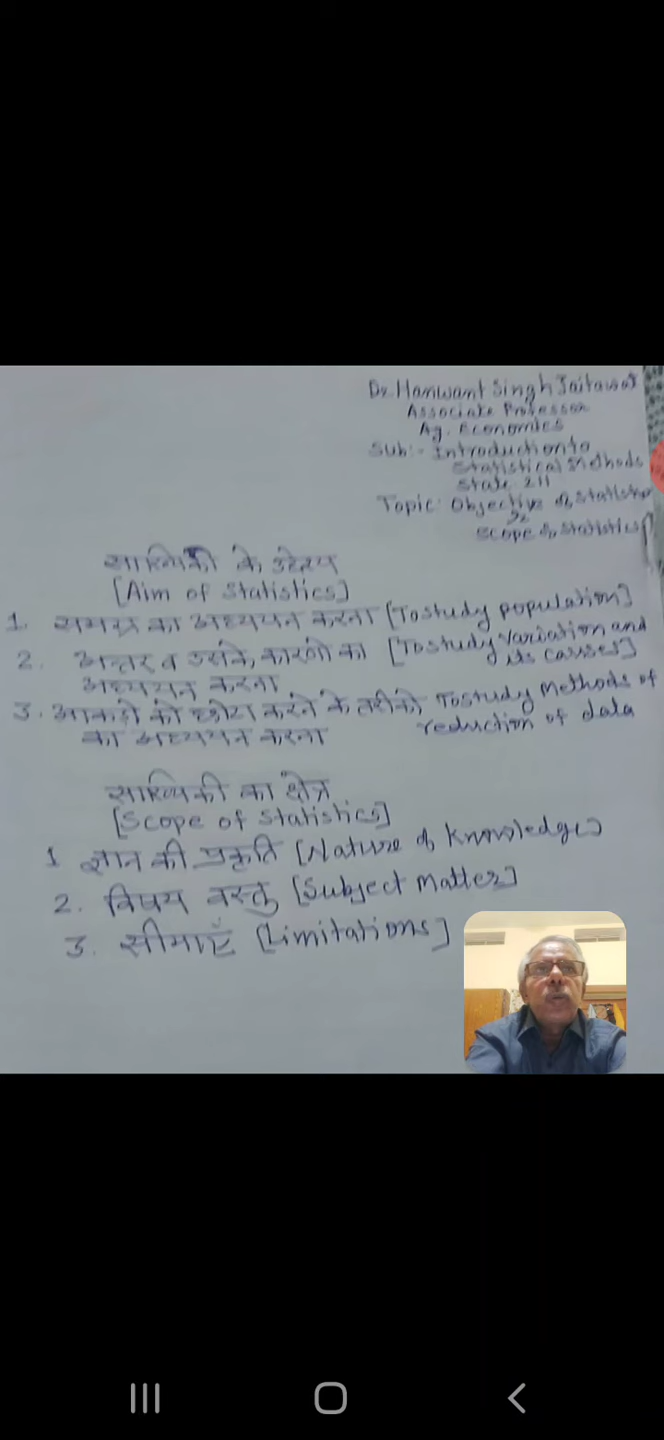 Dr. Hanwant Singh Jaitawat
Associate Professor
Ag. Economics
Sub:- Introduction to
Statistical Methods
Stat 211
Topic: Objective of Statistics
&
Scope of Statistics
साख्यिकी के उदेश्य
[Aim of Statistics]
1. समग्र का अध्ययन करना [To study population]
2. अन्तर व उसके कारणो का [To study variation and
its causes]
अध्ययन करना
3. आकडो को छोटा करने के तरीको To study Methods of
का अध्ययन करना reduction of data
साख्यिकी का क्षेत्र
[Scope of Statistics]
1 ज्ञान की प्रकृति [Nature of Knowledge]
2. विषय वस्तु [Subject Matter]
3. सीमाएँ [Limitations]